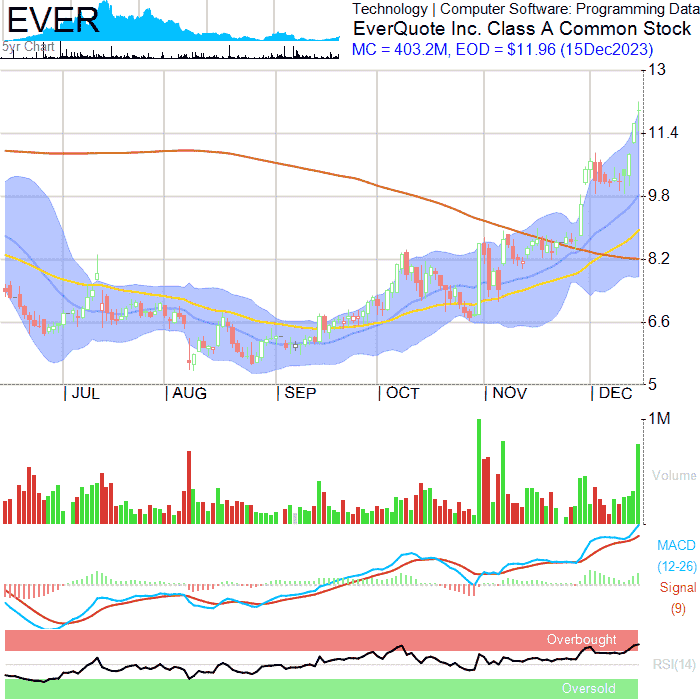 EVER
5yr Chart
Technology | Computer Software: Programming Data
EverQuote Inc. Class A Common Stock
MC = 403.2M, EOD = $11.96 (15Dec2023)
13
11.4
9.8
8.2
6.6
5
JUL AUG SEP OCT NOV DEC
1M
Volume
MACD
(12-26)
Signal
(9)
Overbought
RSI(14)
Oversold